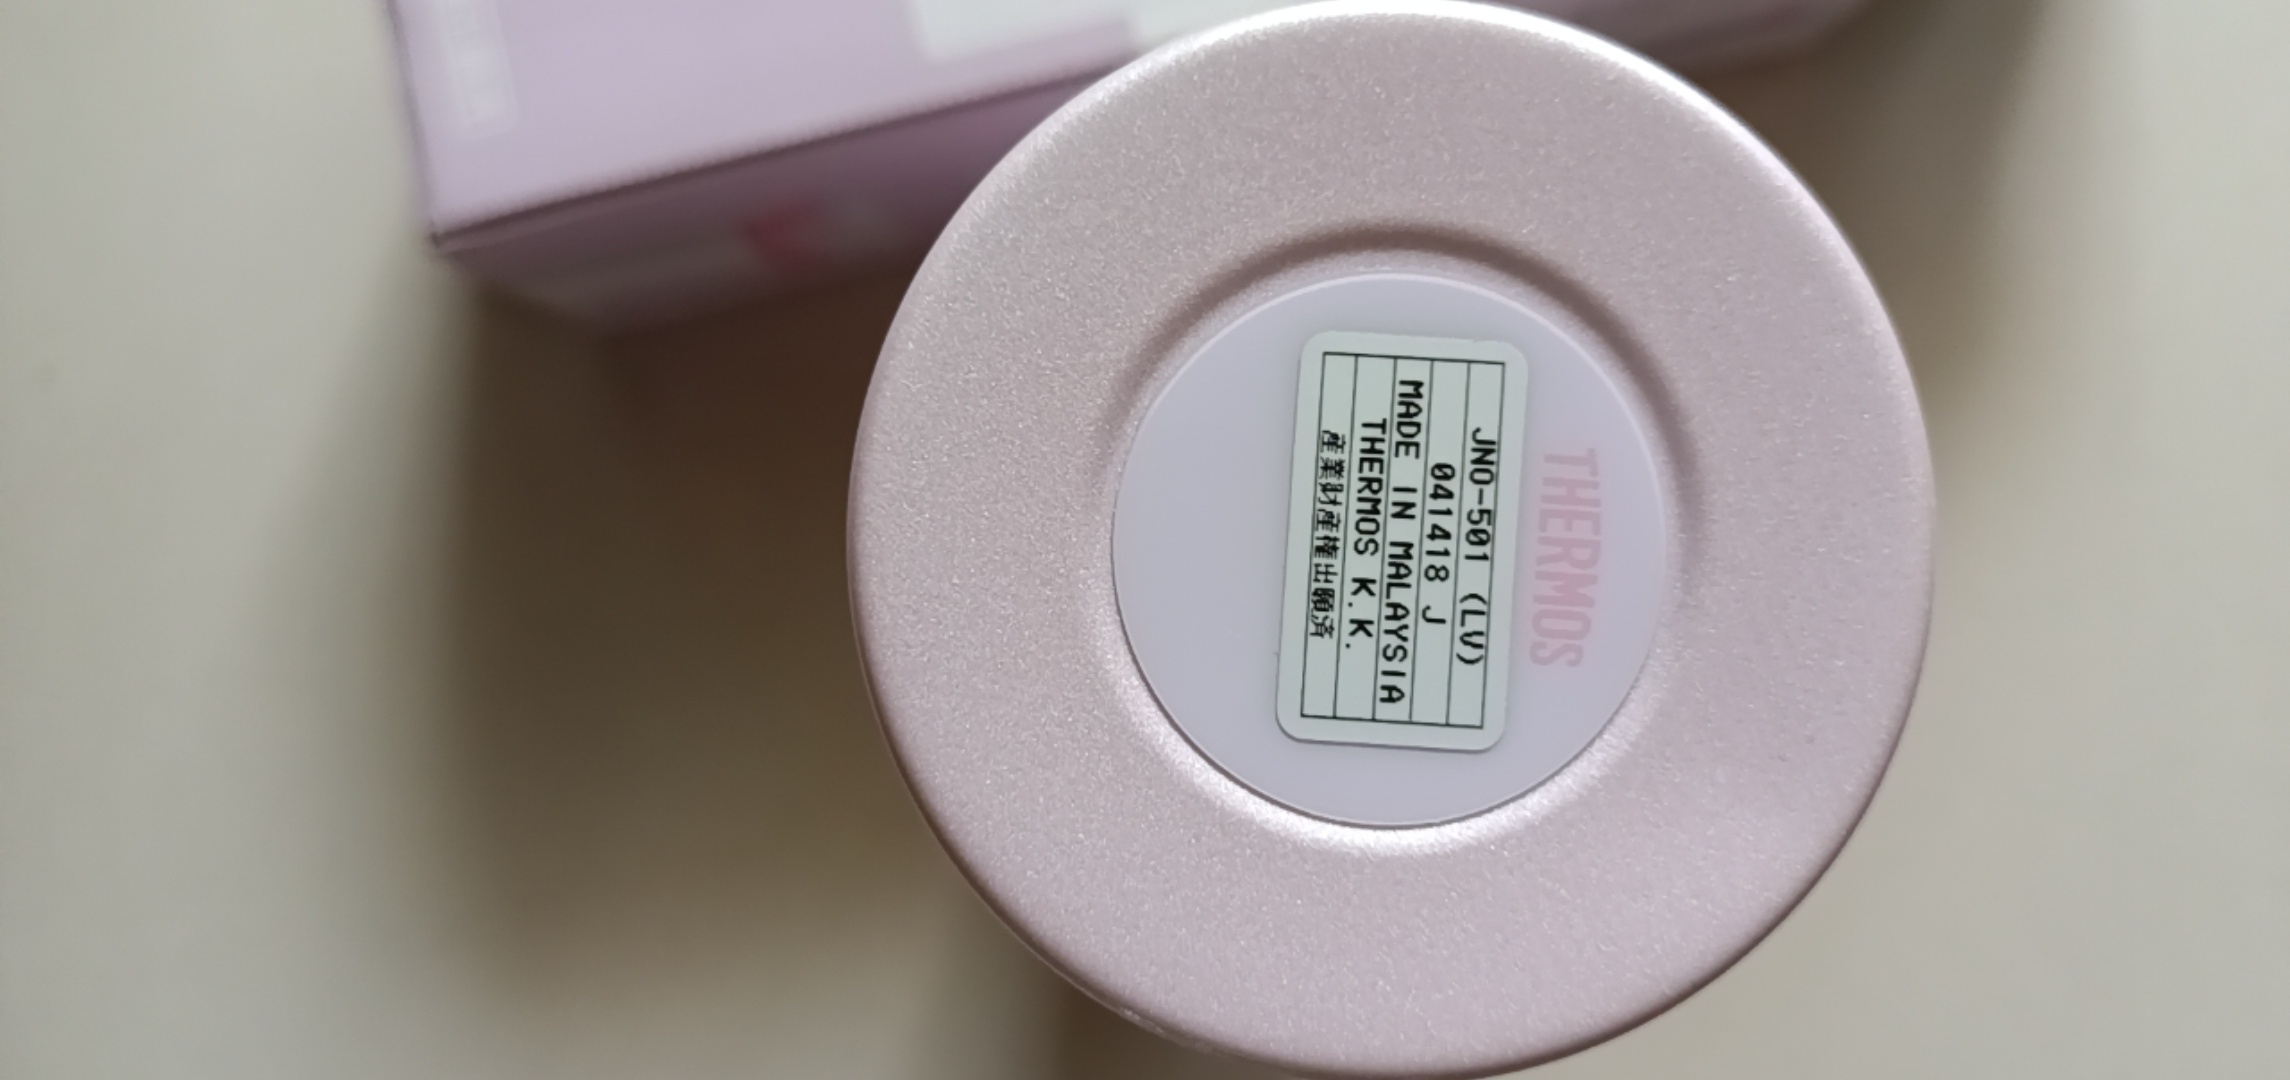 THERMOS
JNO-501 (LV)
041418 J
MADE IN MALAYSIA
THERMOS K.K.
産業財産権出願済